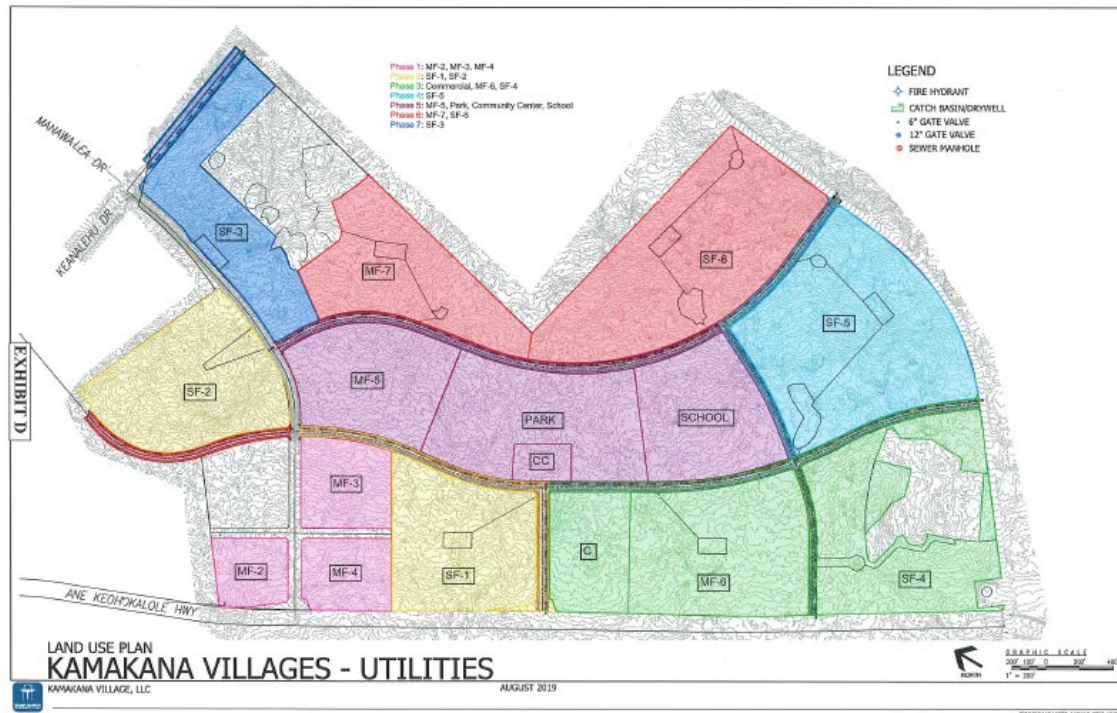 Phase 1: MF-2, MF-3, MF-4
Phase 2: SF-1, SF-2
Phase 3: Commercial, MF-6, SF-4
Phase 4: SF-5
Phase 5: MF-5, Park, Community Center, School
Phase 6: MF-7, SF-6
Phase 7: SF-3
LEGEND
FIRE HYDRANT
CATCH BASIN/DRYWELL
6" GATE VALVE
12" GATE VALVE
SEWER MANHOLE
MANAWALEA DR
KEANALEHU DR
SF-3
MF-7
SF-6
SF-5
EXHIBIT D
SF-2
MF-5
PARK
SCHOOL
CC
MF-3
MF-2
MF-4
SF-1
C
MF-6
SF-4
ANE KEOHOKALOLE HWY
LAND USE PLAN
KAMAKANA VILLAGES - UTILITIES
KAMAKANA VILLAGE, LLC
AUGUST 2019
NORTH
GRAPHIC SCALE
200' 100' 0 200' 400'
1" = 200'